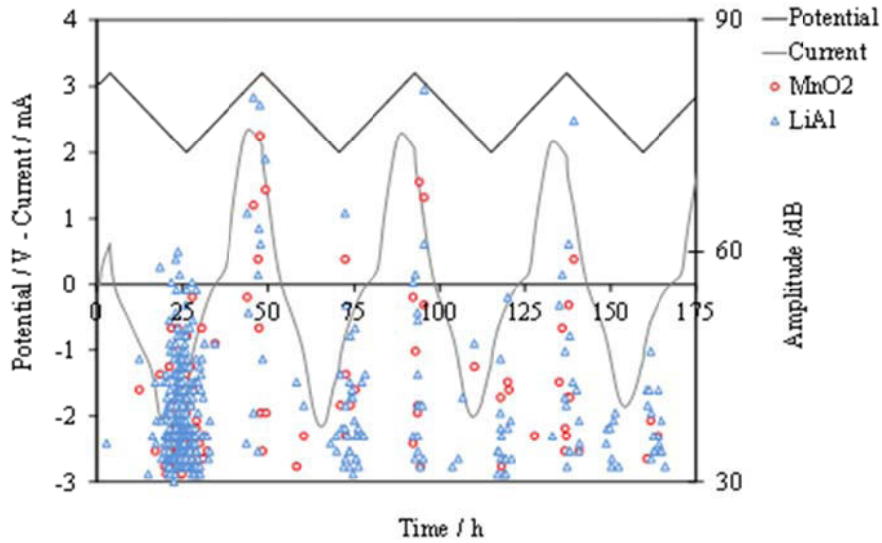 4
3
2
1
0
-1
-2
-3
Potential / V - Current / mA
0 25 50 75 100 125 150 175
Time / h
90
60
30
Amplitude /dB
Potential
Current
MnO2
LiAl